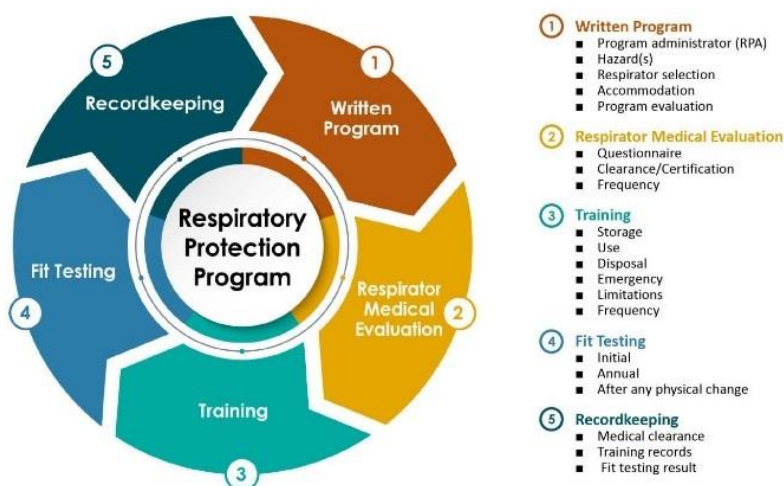 5
Recordkeeping
1
Written
Program
Respiratory
Protection
Program
Fit Testing
4
Respirator
Medical
Evaluation
2
Training
3
1 Written Program
■ Program administrator (RPA)
■ Hazard(s)
■ Respirator selection
■ Accommodation
■ Program evaluation
2 Respirator Medical Evaluation
■ Questionnaire
■ Clearance/Certification
■ Frequency
3 Training
■ Storage
■ Use
■ Disposal
■ Emergency
■ Limitations
■ Frequency
4 Fit Testing
■ Initial
■ Annual
■ After any physical change
5 Recordkeeping
■ Medical clearance
■ Training records
■ Fit testing result